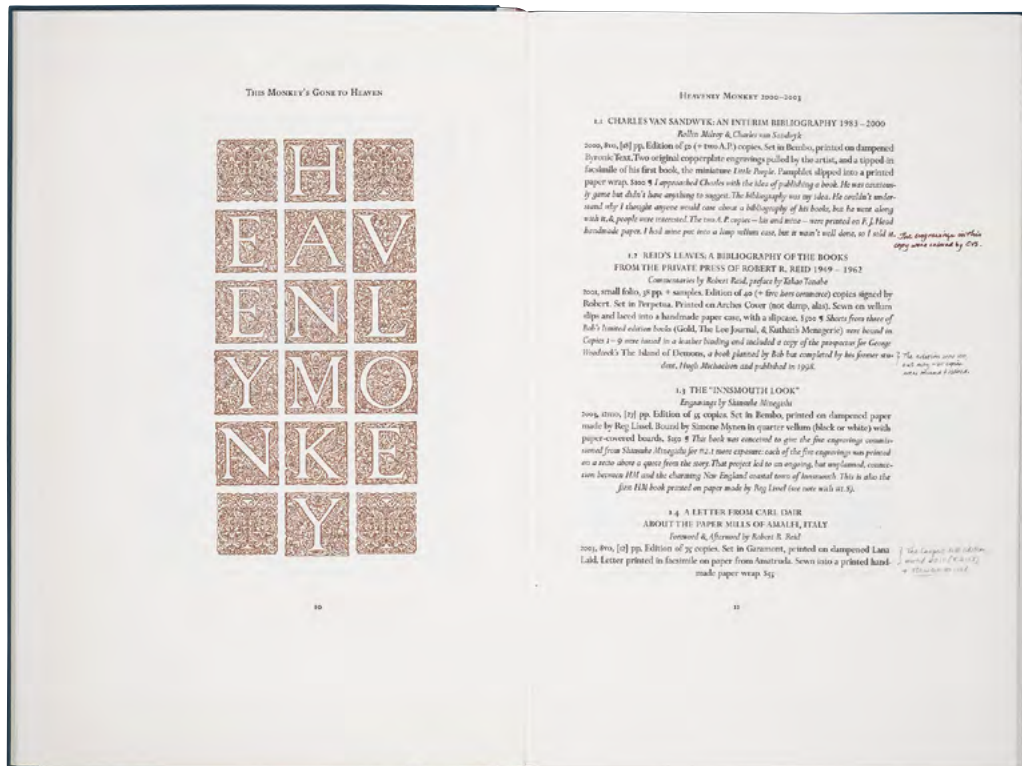 THIS MONKEY'S GONE TO HEAVEN
H
EAV
ENL
YMO
NKE
Y
10
HEAVENLY MONKEY 2000–2003
1.1 CHARLES VAN SANDWYK: AN INTERIM BIBLIOGRAPHY 1983–2000
Rollin Milroy & Charles van Sandwyk
2000, 8vo, [18] pp. Edition of 50 (+ two A.P.) copies. Set in Bembo, printed on dampened
Byronic Text. Two original copperplate engravings pulled by the artist, and a tipped-in
facsimile of his first book, the miniature Little People. Pamphlet slipped into a printed
paper wrap. $100 ¶ I approached Charles with the idea of publishing a book. He was cautious-
ly game but didn't have anything to suggest. The bibliography was my idea. He couldn't under-
stand why I thought anyone would care about a bibliography of his books, but he went along
with it, & people were interested. The two A.P. copies – his and mine – were printed on F. J. Head
handmade paper. I had mine put into a limp vellum case, but it wasn't well done, so I sold it.
The engravings in this
copy were colored by CVS.
1.2 REID'S LEAVES: A BIBLIOGRAPHY OF THE BOOKS
FROM THE PRIVATE PRESS OF ROBERT R. REID 1949 – 1962
Commentaries by Robert Reid, preface by Takao Tanabe
2001, small folio, 38 pp. + samples. Edition of 40 (+ five hors commerce) copies signed by
Robert. Set in Perpetua. Printed on Arches Cover (not damp, alas). Sewn on vellum
slips and laced into a handmade paper case, with a slipcase. $500 ¶ Sheets from three of
Bob's limited edition books (Gold, The Lee Journal, & Kuthan's Menagerie) were bound in.
Copies 1 – 9 were issued in a leather binding and included a copy of the prospectus for George
Woodcock's The Island of Demons, a book planned by Bob but completed by his former stu-
dent, Hugh Michaelson and published in 1998.
1.3 THE "INNSMOUTH LOOK"
Engravings by Shinsuke Minegishi
2003, 12mo, [17] pp. Edition of 35 copies. Set in Bembo, printed on dampened paper
made by Reg Lissel. Bound by Simone Mynen in quarter vellum (black or white) with
paper-covered boards. $150 ¶ This book was conceived to give the five engravings commis-
sioned from Shinsuke Minegishi for more exposure: each of the five engravings was printed
on a recto above a quote from the story. That project led to an ongoing, but unplanned, connec-
tion between HM and the charming New England coastal town of Innsmouth. This is also the
first HM book printed on paper made by Reg Lissel (see note with
1.4 A LETTER FROM CARL DAIR
ABOUT THE PAPER MILLS OF AMALFI, ITALY
Foreword & Afterword by Robert R. Reid
2003, 8vo, [17] pp. Edition of 75 copies. Set in Garamont, printed on dampened Lana
Laid. Letter printed in facsimile on paper from Amatruda. Sewn into a printed hand-
made paper wrap. $55
11